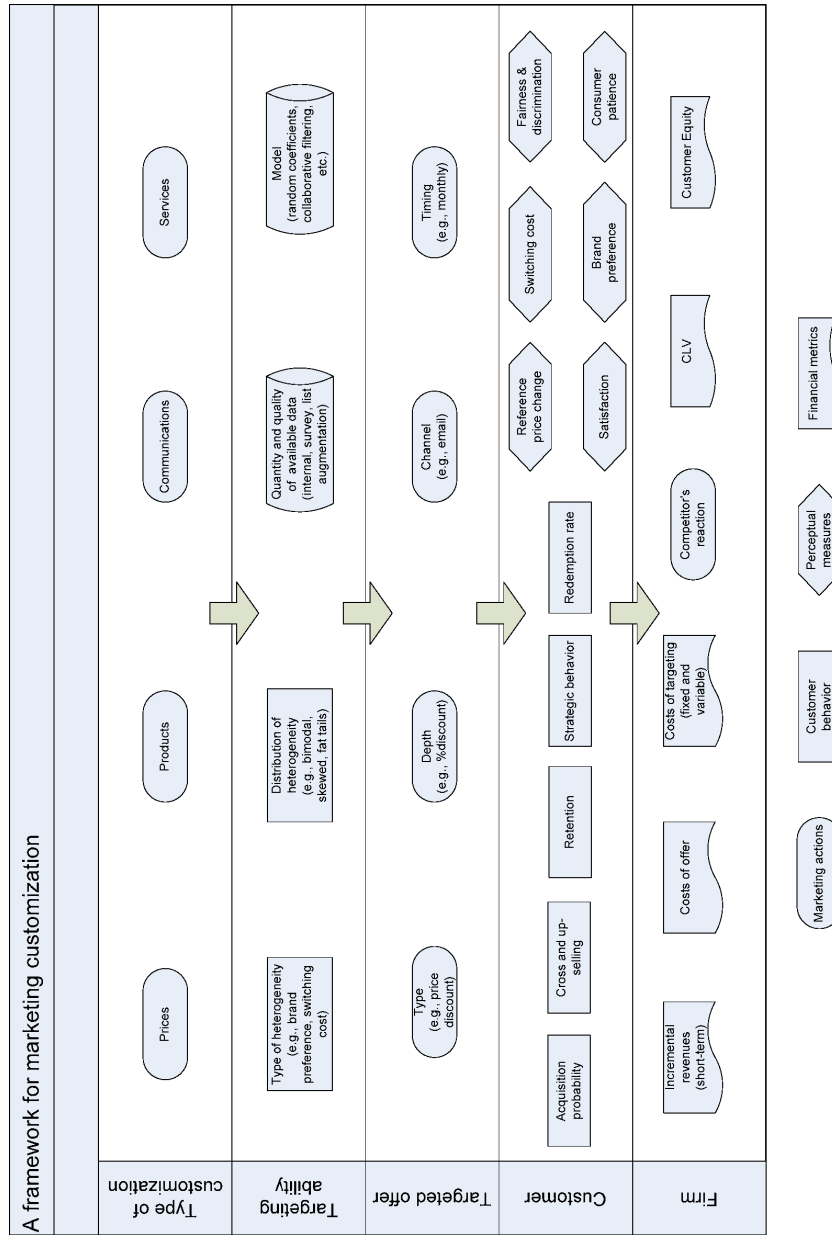 A framework for marketing customization
Type of
customization
Prices
Products
Communications
Services
Targeting
ability
Type of heterogeneity
(e.g., brand
preference, switching
cost)
Distribution of
heterogeneity
(e.g., bimodal,
skewed, fat tails)
Quantity and quality
of available data
(internal, survey, list
augmentation)
Model
(random coefficients,
collaborative filtering,
etc.)
Targeted offer
Type
(e.g., price
discount)
Depth
(e.g., %discount)
Channel
(e.g., email)
Timing
(e.g., monthly)
Customer
Acquisition
probability
Cross and up-
selling
Retention
Strategic behavior
Redemption rate
Reference
price change
Switching cost
Fairness &
discrimination
Satisfaction
Brand
preference
Consumer
patience
Firm
Incremental
revenues
(short-term)
Costs of offer
Costs of targeting
(fixed and
variable)
Competitor's
reaction
CLV
Customer Equity
Marketing actions
Customer
behavior
Perceptual
measures
Financial metrics